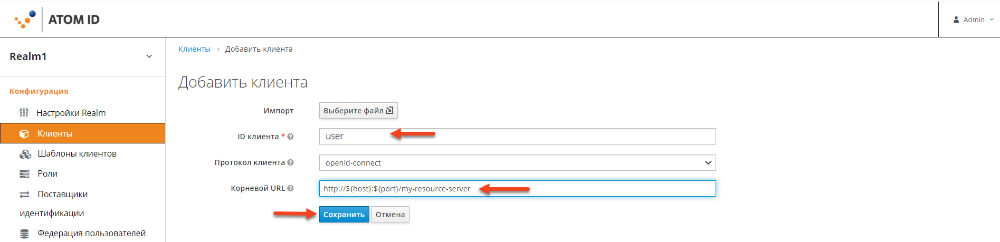 ATOM ID
Admin
Realm1
Клиенты > Добавить клиента
Конфигурация
Добавить клиента
Настройки Realm
Импорт Выберите файл
Клиенты
ID клиента * user
Шаблоны клиентов
Протокол клиента openid-connect
Роли
Корневой URL http://${host}:${port}/my-resource-server
Поставщики
идентификации
Сохранить Отмена
Федерация пользователей